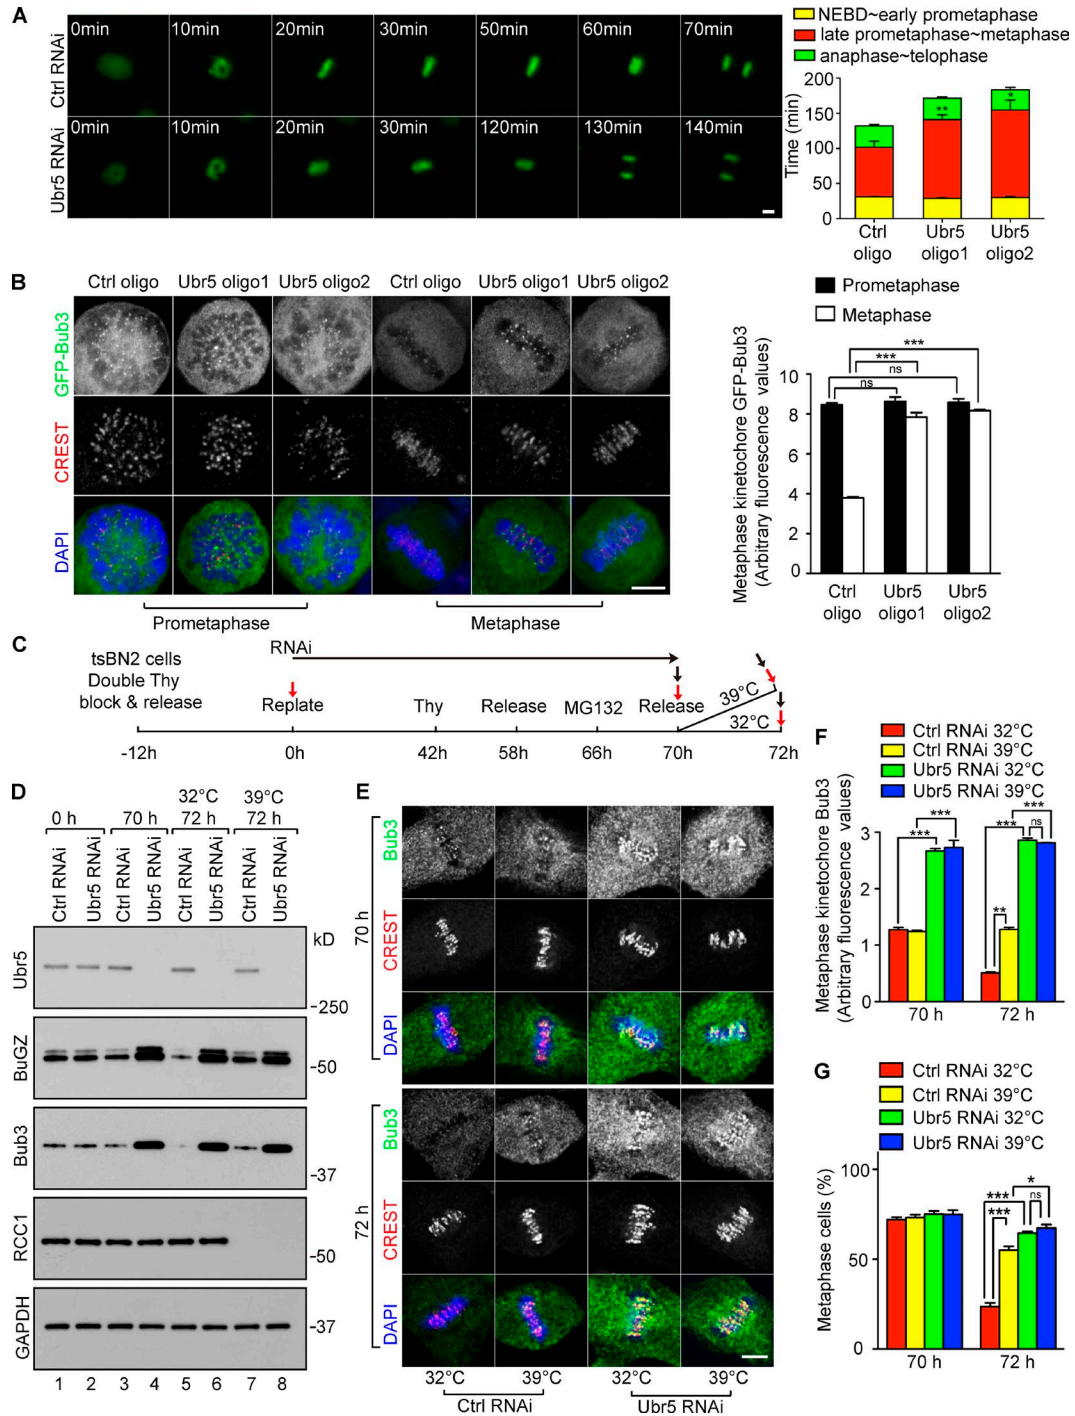 A
Ctrl RNAi
0min 10min 20min 30min 50min 60min 70min
Ubr5 RNAi
0min 10min 20min 30min 120min 130min 140min
NEBD~early prometaphase
late prometaphase~metaphase
anaphase~telophase
Time (min)
200
150
100
50
0
** *
Ctrl oligo
Ubr5 oligo1
Ubr5 oligo2
B
Ctrl oligo Ubr5 oligo1 Ubr5 oligo2 Ctrl oligo Ubr5 oligo1 Ubr5 oligo2
GFP-Bub3
CREST
DAPI
Prometaphase Metaphase
Prometaphase
Metaphase
Metaphase kinetochore GFP-Bub3
(Arbitrary fluorescence values)
***
***
ns
ns
10
8
6
4
2
0
Ctrl oligo
Ubr5 oligo1
Ubr5 oligo2
C
tsBN2 cells
Double Thy
block & release
RNAi
Replate Thy Release MG132 Release
39°C
32°C
-12h 0h 42h 58h 66h 70h 72h
D
32°C 39°C
0 h 70 h 72h 72h
Ctrl RNAi Ubr5 RNAi Ctrl RNAi Ubr5 RNAi Ctrl RNAi Ubr5 RNAi Ctrl RNAi Ubr5 RNAi
kD
Ubr5
-250
BuGZ
-50
Bub3
-37
RCC1
-50
GAPDH
-37
1 2 3 4 5 6 7 8
E
70 h
Bub3
CREST
DAPI
72 h
Bub3
CREST
DAPI
32°C 39°C 32°C 39°C
Ctrl RNAi Ubr5 RNAi
F
Ctrl RNAi 32°C
Ctrl RNAi 39°C
Ubr5 RNAi 32°C
Ubr5 RNAi 39°C
Metaphase kinetochore Bub3
(Arbitrary fluorescence values)
3
2
1
0
***
***
***
***
ns
**
70 h 72 h
G
Ctrl RNAi 32°C
Ctrl RNAi 39°C
Ubr5 RNAi 32°C
Ubr5 RNAi 39°C
Metaphase cells (%)
100
50
0
*
***
ns
***
70 h 72 h